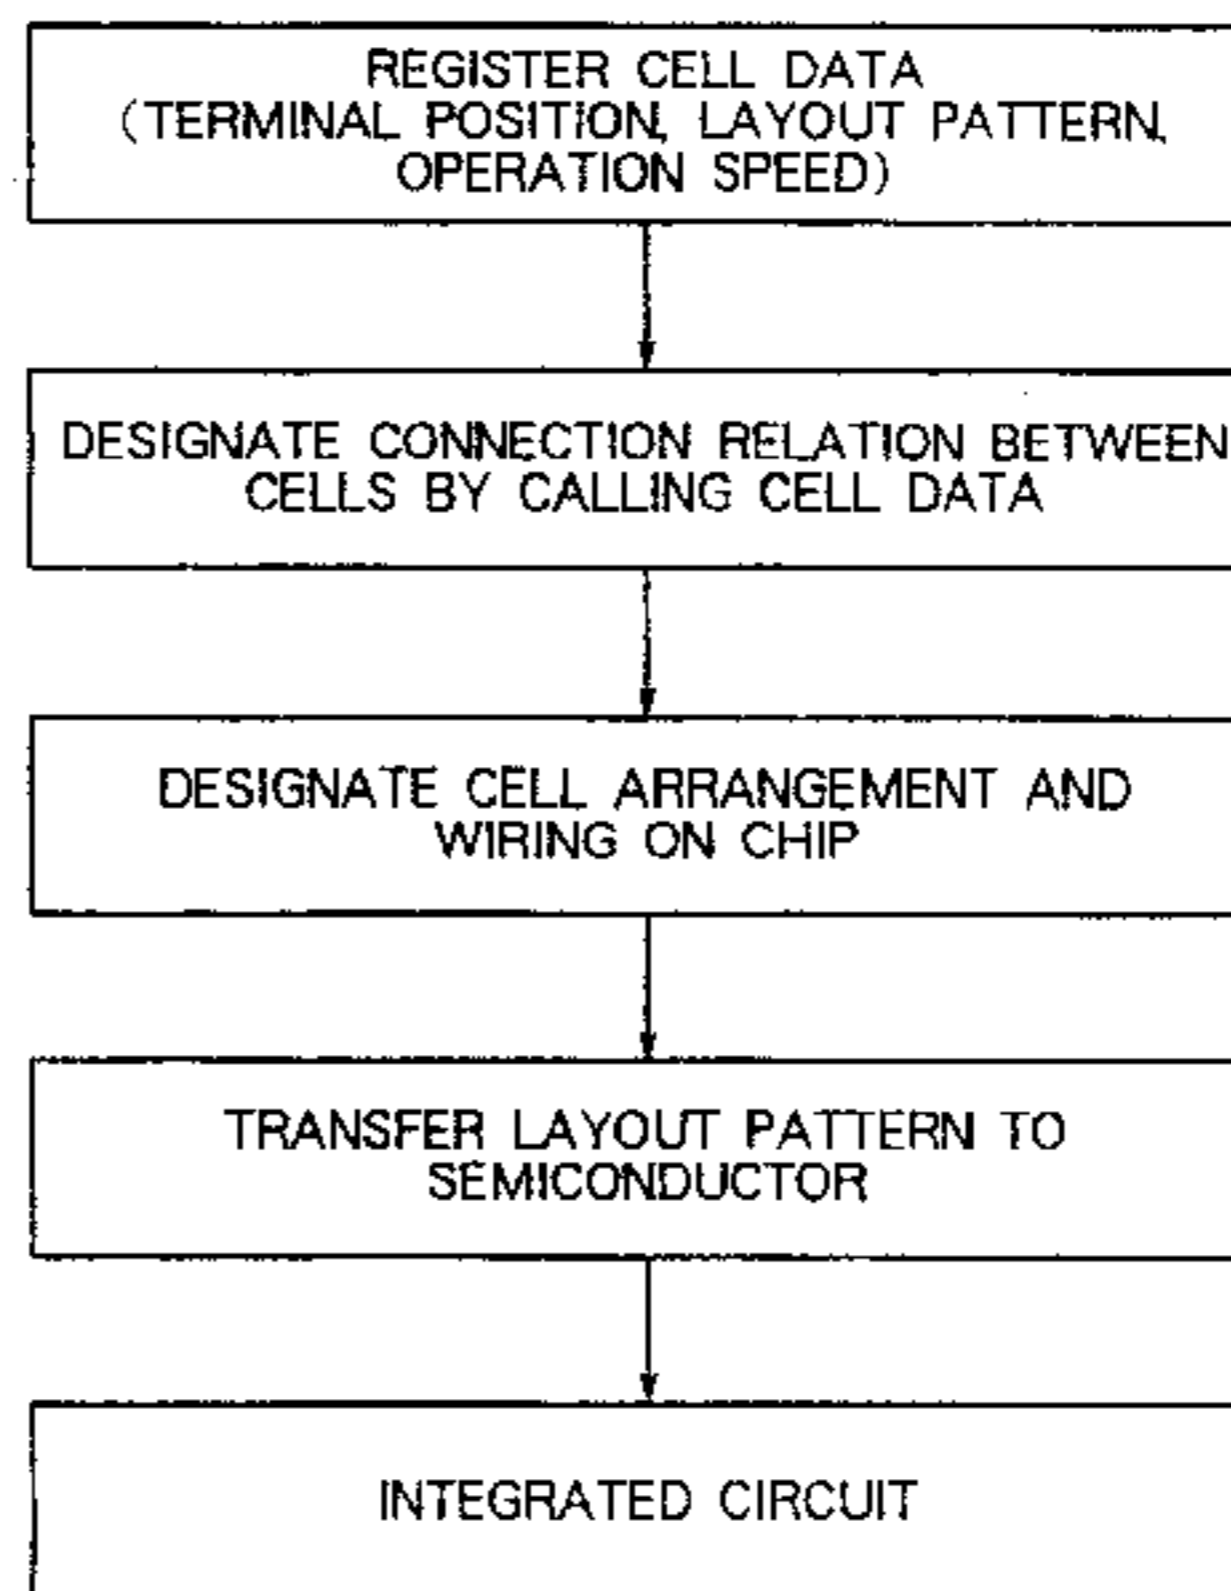 REGISTER CELL DATA
(TERMINAL POSITION, LAYOUT PATTERN,
OPERATION SPEED)
DESIGNATE CONNECTION RELATION BETWEEN
CELLS BY CALLING CELL DATA
DESIGNATE CELL ARRANGEMENT AND
WIRING ON CHIP
TRANSFER LAYOUT PATTERN TO
SEMICONDUCTOR
INTEGRATED CIRCUIT